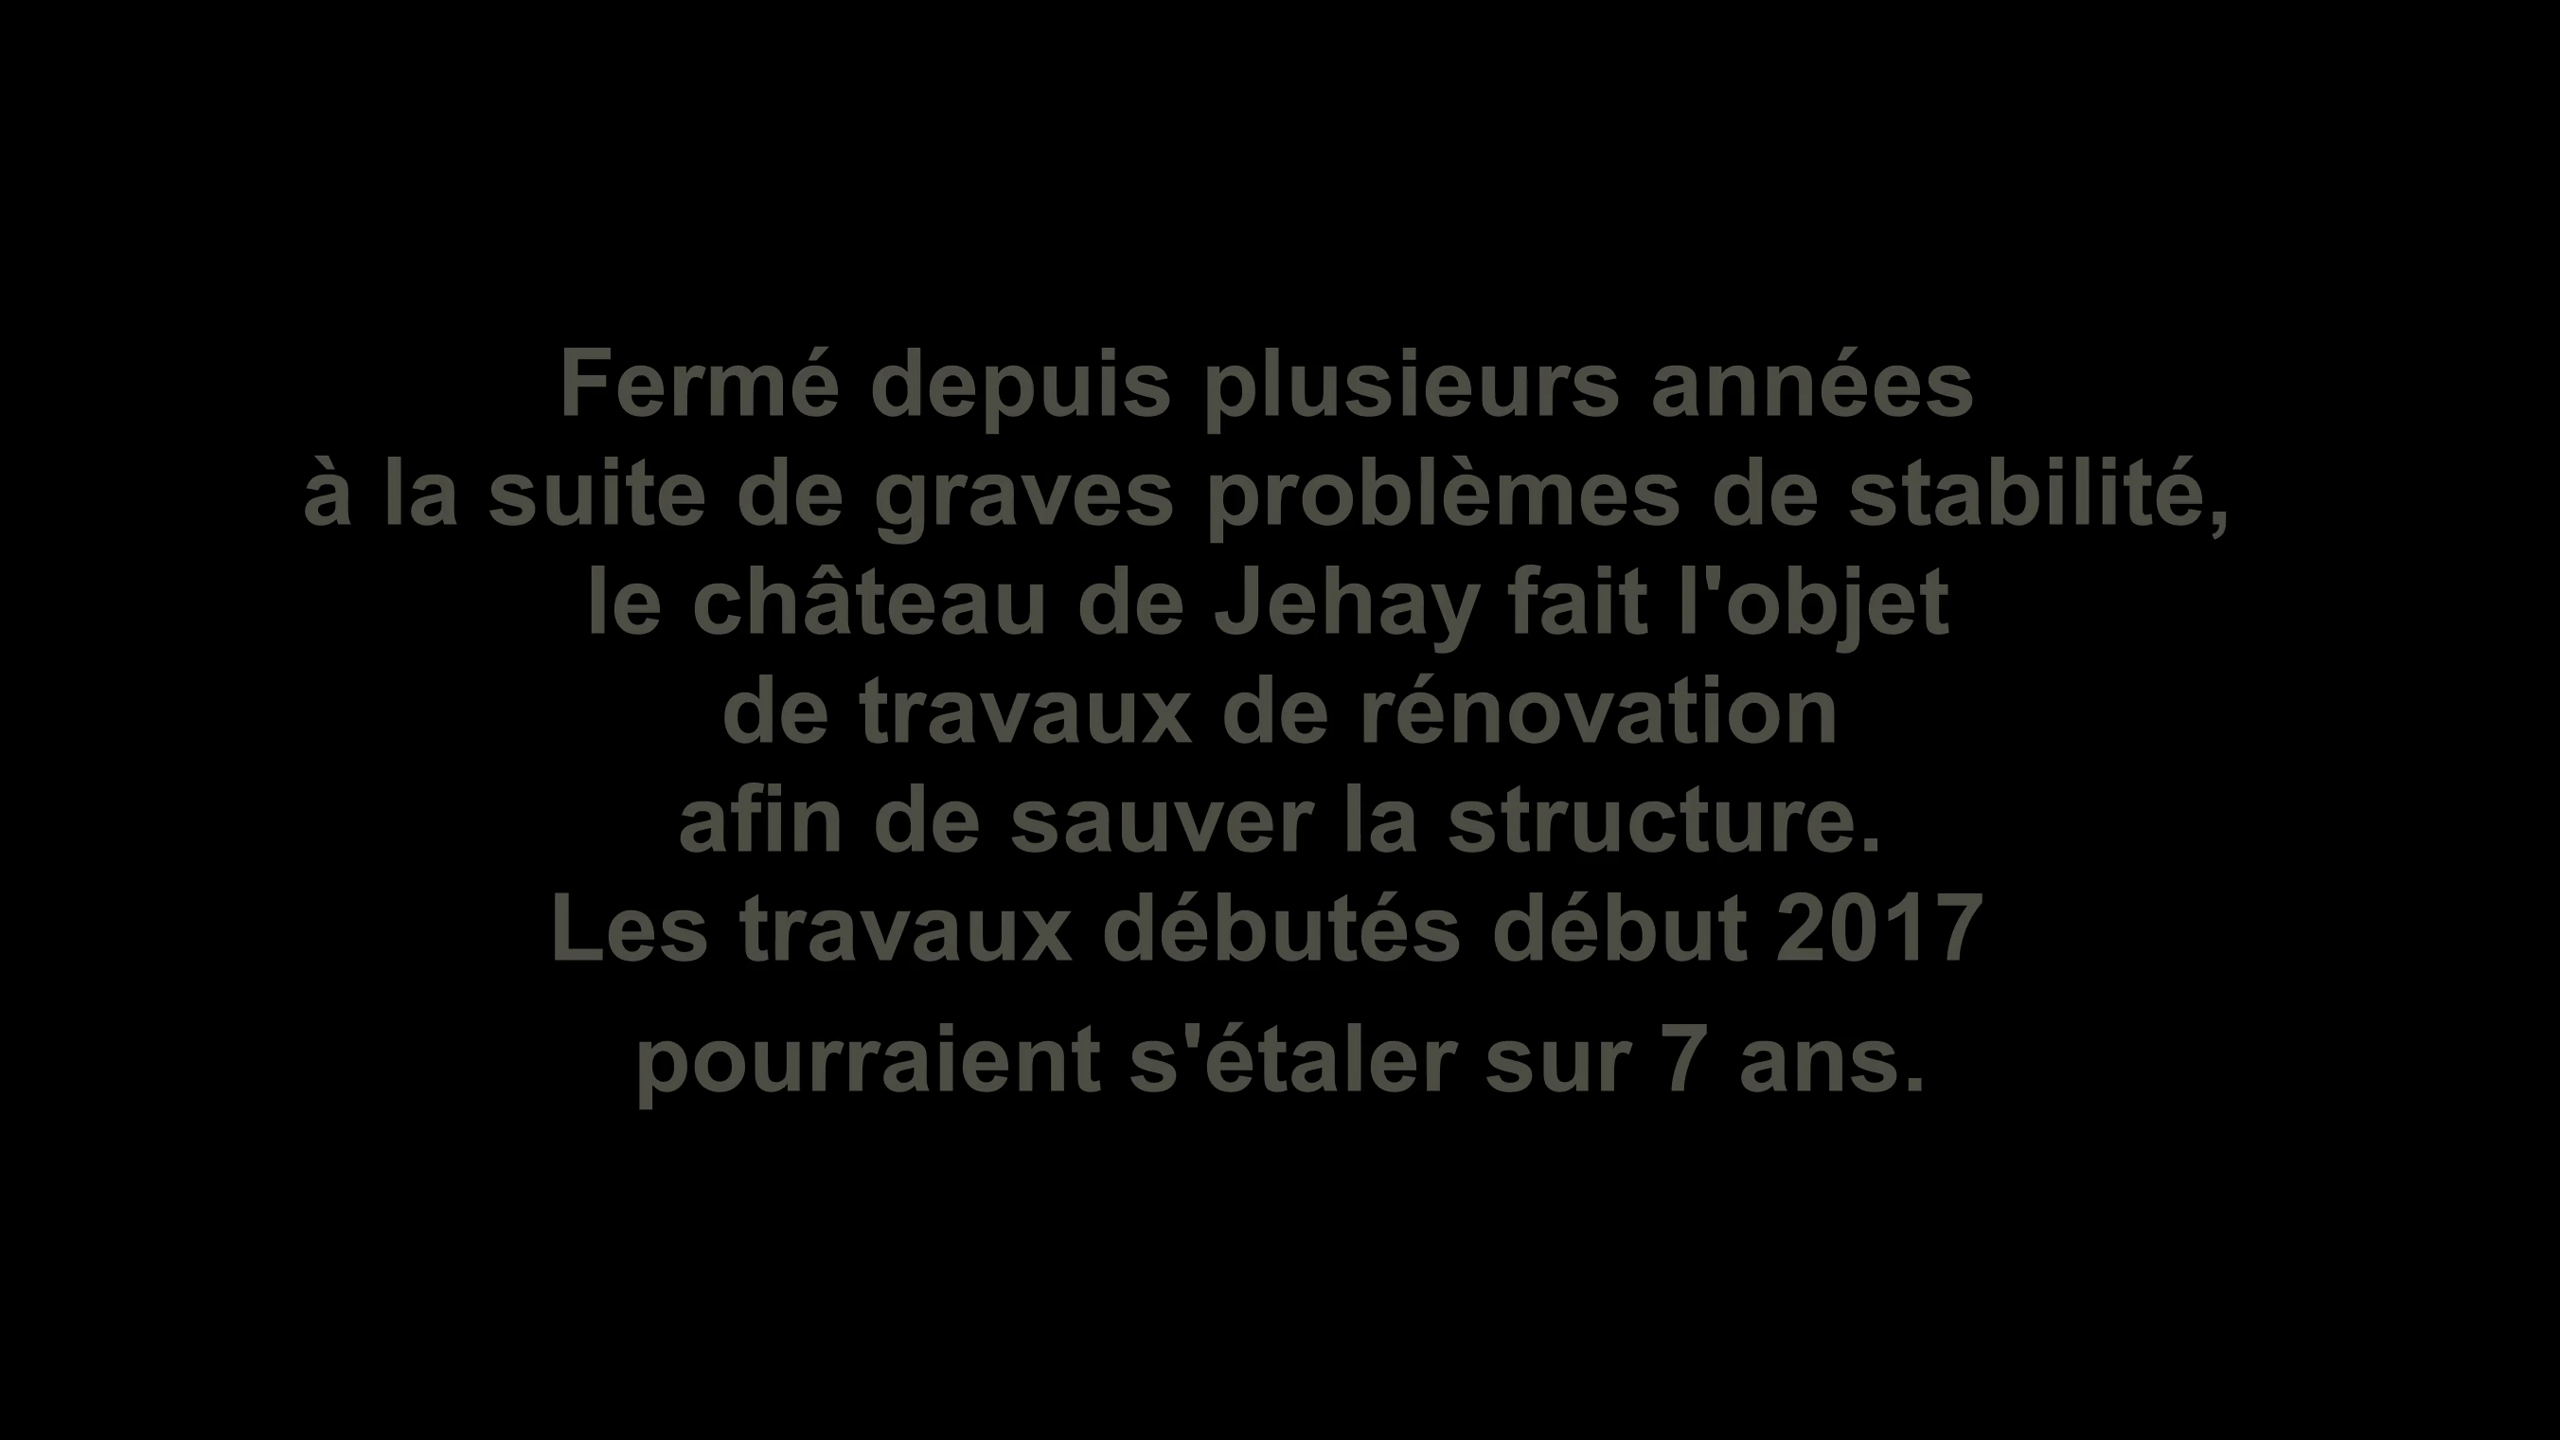 Fermé depuis plusieurs années
à la suite de graves problèmes de stabilité,
le château de Jehay fait l'objet
de travaux de rénovation
afin de sauver la structure.
Les travaux débutés début 2017
pourraient s'étaler sur 7 ans.